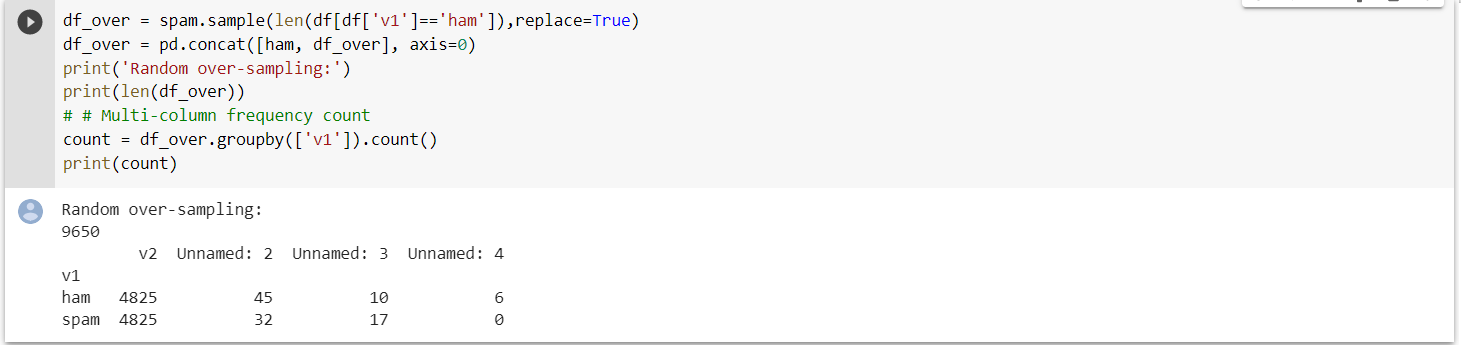 df_over = spam.sample(len(df[df['v1']=='ham']),replace=True)
df_over = pd.concat([ham, df_over], axis=0)
print('Random over-sampling:')
print(len(df_over))
# # Multi-column frequency count
count = df_over.groupby(['v1']).count()
print(count)
Random over-sampling:
9650
        v2  Unnamed: 2  Unnamed: 3  Unnamed: 4
v1
ham   4825          45          10           6
spam  4825          32          17           0